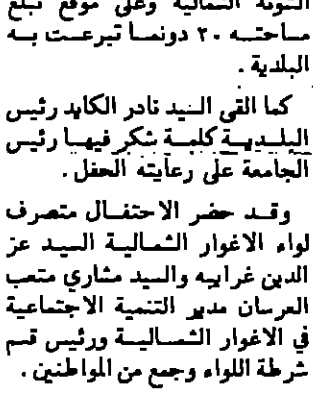 الشونة الشمالية وعلى موقع تبلغ
مساحته ٢٠ دونما تبرعت به
البلدية .
كما القى السيد نادر الكايد رئيس
البلدية كلمة شكر فيها رئيس
الجامعة على رعايته الحفل .
وقد حضر الاحتفال متصرف
لواء الاغوار الشمالية السيد عز
الدين غرايبه والسيد مشاري متعب
العرسان مدير التنمية الاجتماعية
في الاغوار الشمالية ورئيس قسم
شرطة اللواء وجمع من المواطنين .